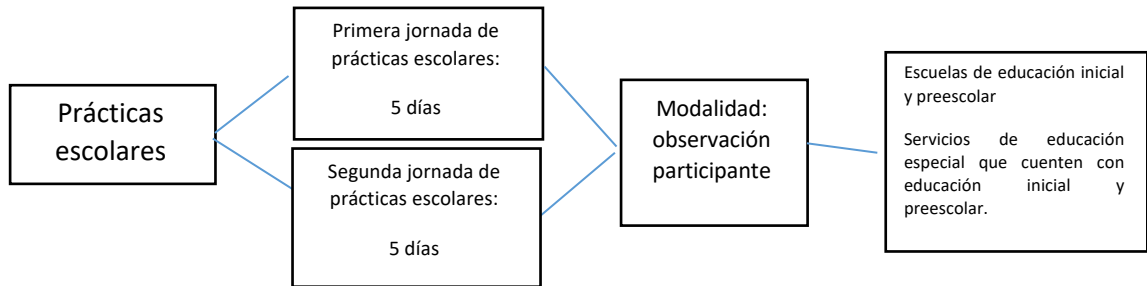 Prácticas
escolares
Primera jornada de
prácticas escolares:
5 días
Segunda jornada de
prácticas escolares:
5 días
Modalidad:
observación
participante
Escuelas de educación inicial
y preescolar
Servicios de educación
especial que cuenten con
educación inicial y
preescolar.